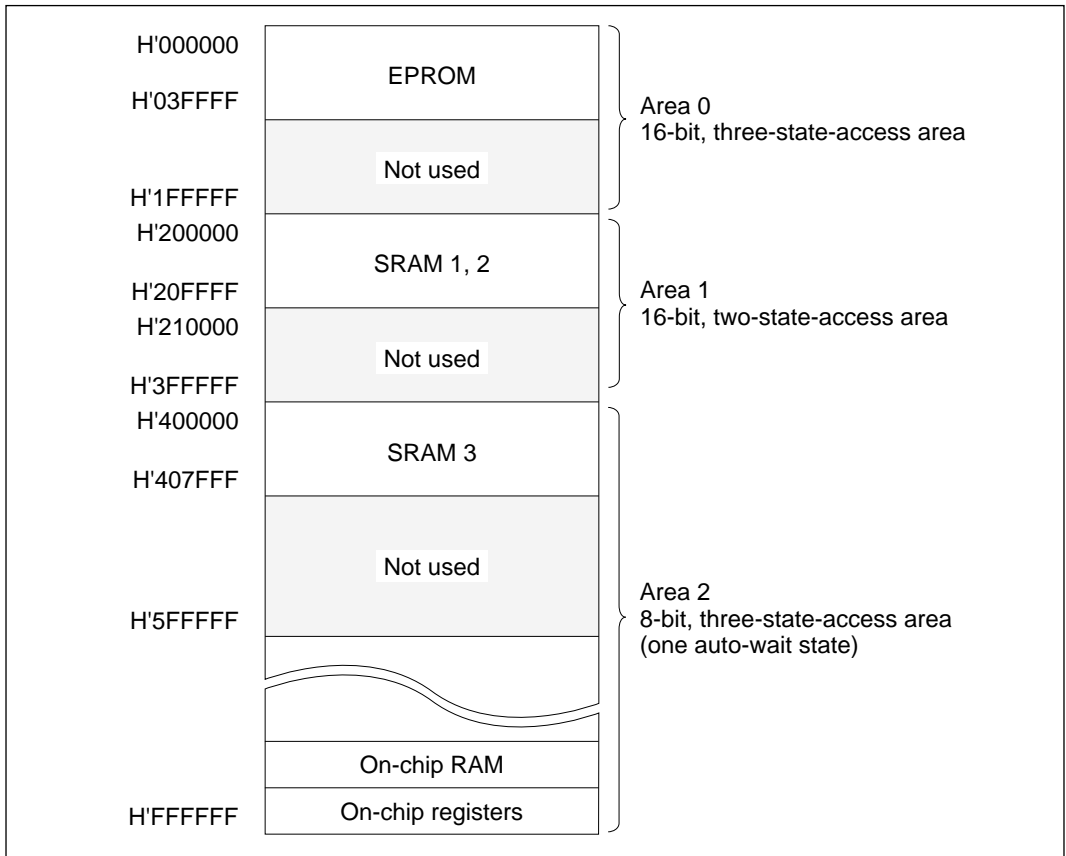 H'000000
EPROM
H'03FFFF
Area 0
16-bit, three-state-access area
Not used
H'1FFFFF
H'200000
SRAM 1, 2
H'20FFFF
Area 1
16-bit, two-state-access area
H'210000
Not used
H'3FFFFF
H'400000
SRAM 3
H'407FFF
Not used
Area 2
8-bit, three-state-access area
(one auto-wait state)
H'5FFFFF
On-chip RAM
On-chip registers
H'FFFFFF